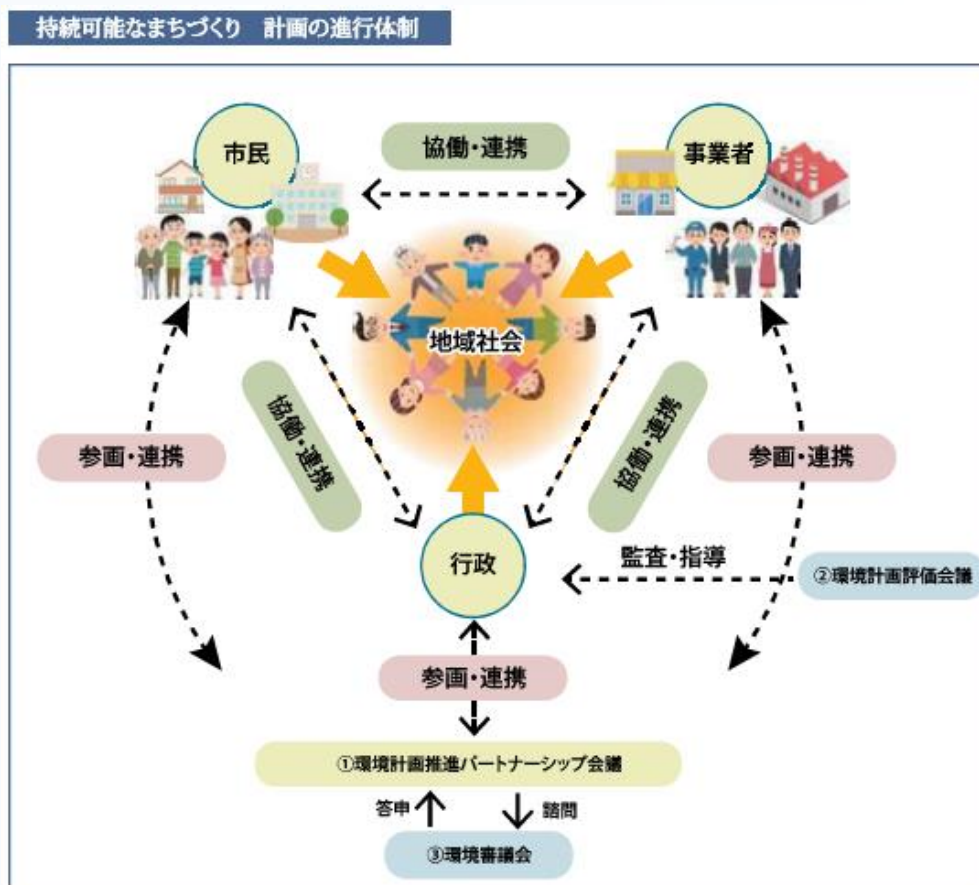 持続可能なまちづくり　計画の進行体制
市民
協働・連携
事業者
地域社会
協働・連携
協働・連携
参画・連携
参画・連携
行政
監査・指導
②環境計画評価会議
参画・連携
①環境計画推進パートナーシップ会議
答申
諮問
③環境審議会